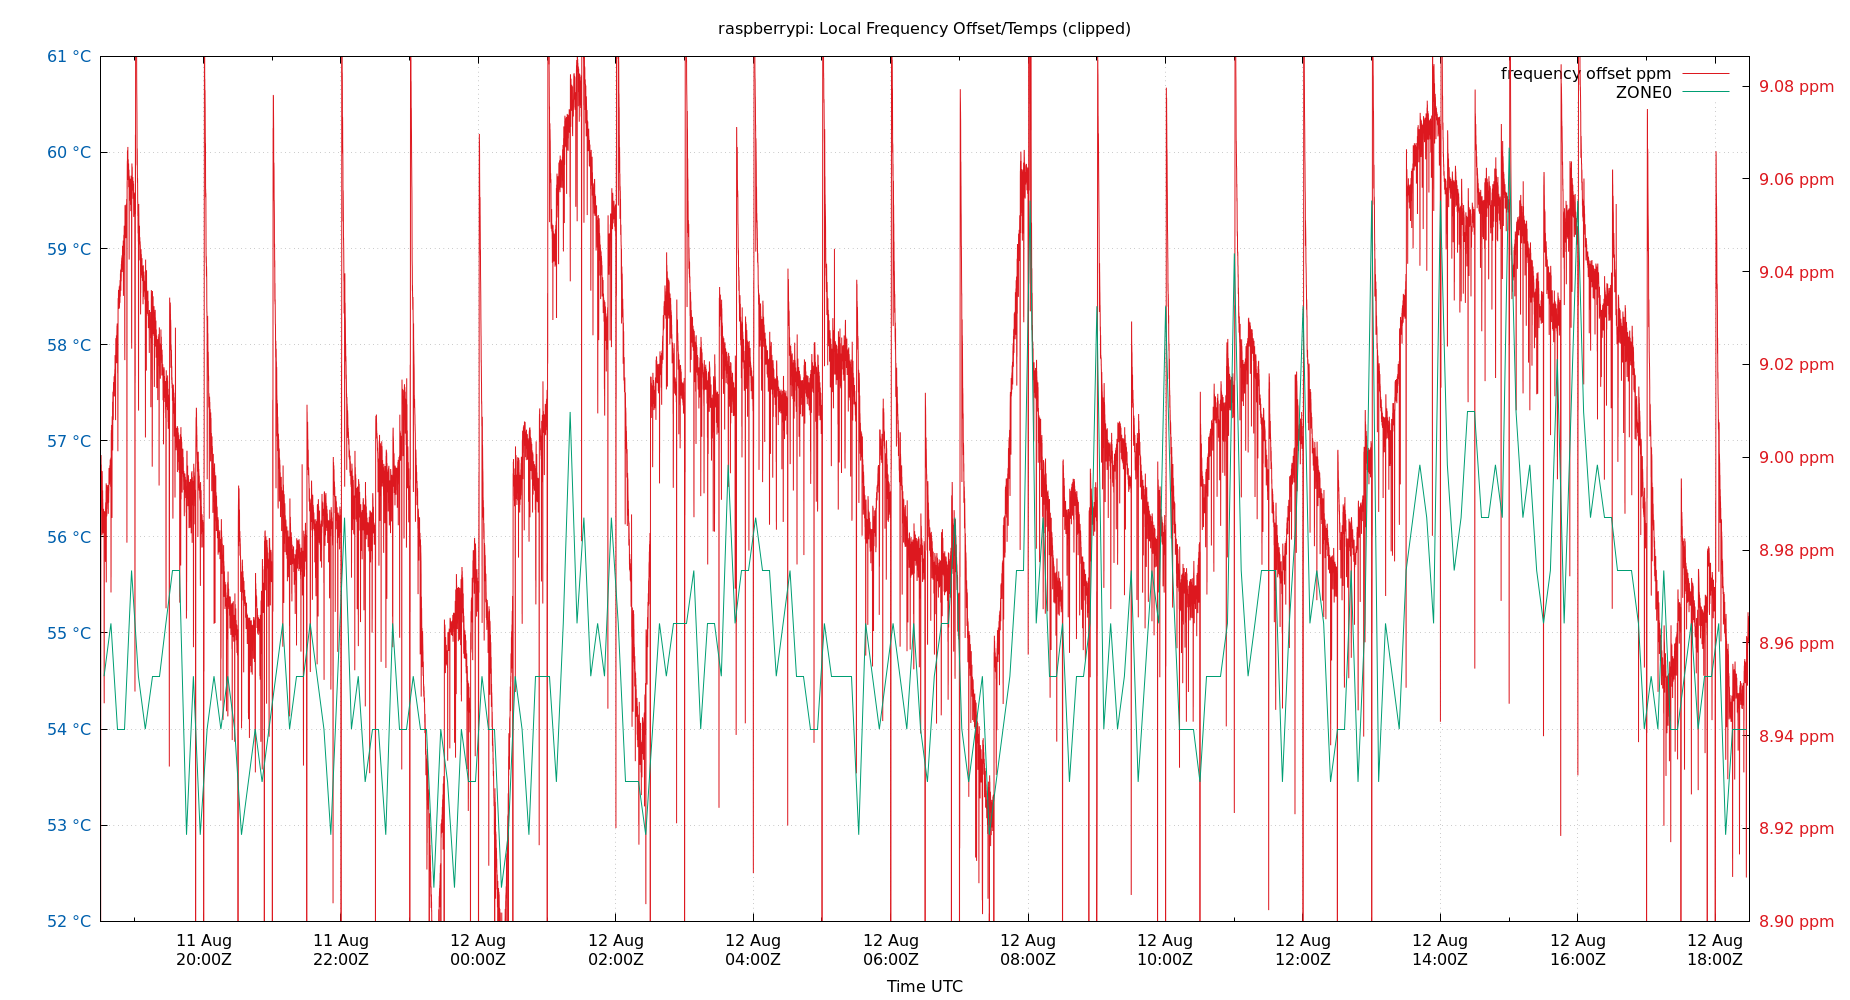 raspberrypi: Local Frequency Offset/Temps (clipped)
frequency offset ppm
ZONE0
61 °C
60 °C
59 °C
58 °C
57 °C
56 °C
55 °C
54 °C
53 °C
52 °C
9.08 ppm
9.06 ppm
9.04 ppm
9.02 ppm
9.00 ppm
8.98 ppm
8.96 ppm
8.94 ppm
8.92 ppm
8.90 ppm
11 Aug 11 Aug 12 Aug 12 Aug 12 Aug 12 Aug 12 Aug 12 Aug 12 Aug 12 Aug 12 Aug 12 Aug
20:00Z 22:00Z 00:00Z 02:00Z 04:00Z 06:00Z 08:00Z 10:00Z 12:00Z 14:00Z 16:00Z 18:00Z
Time UTC